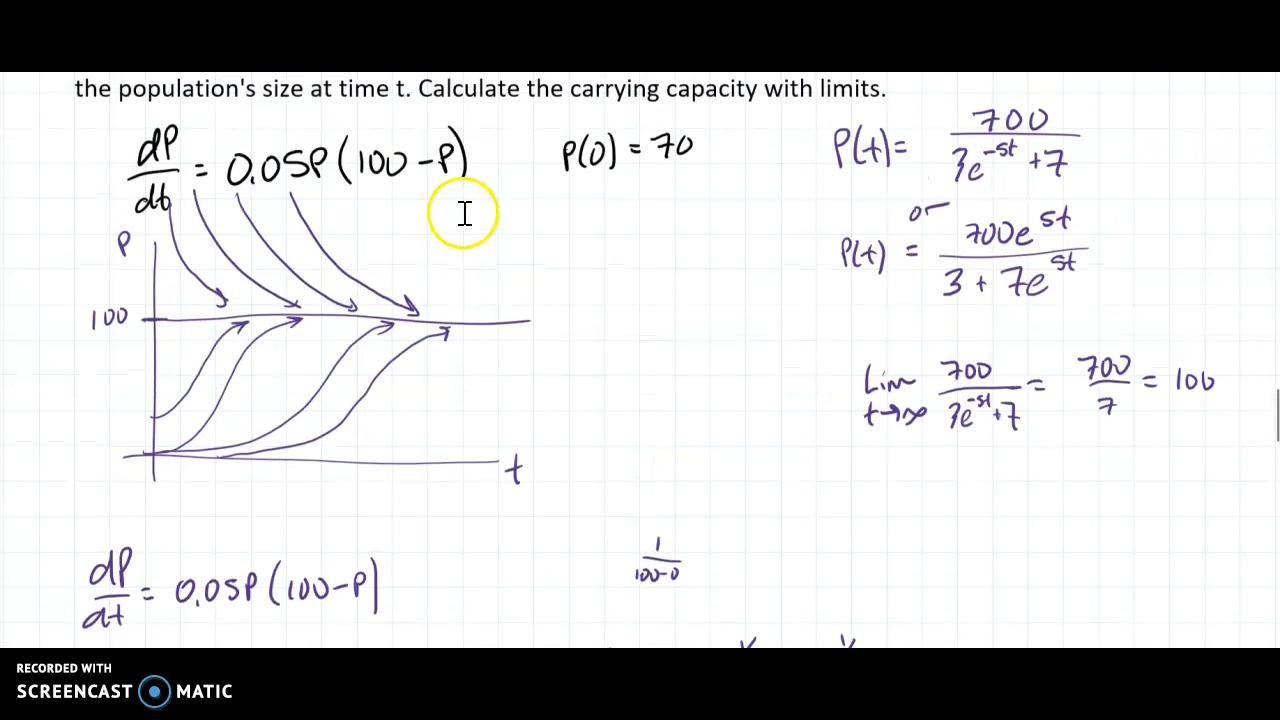 the population's size at time t. Calculate the carrying capacity with limits.
dP/dt = 0.05P(100-P)
P(0) = 70
P(t) = 700/(3e^-5t + 7)
or
P(t) = 700e^5t/(3 + 7e^5t)
P
100
t
Lim t→∞ 700/(3e^-5t + 7) = 700/7 = 100
1/(100-0)
dP/dt = 0.05P(100-P)
RECORDED WITH
SCREENCAST MATIC